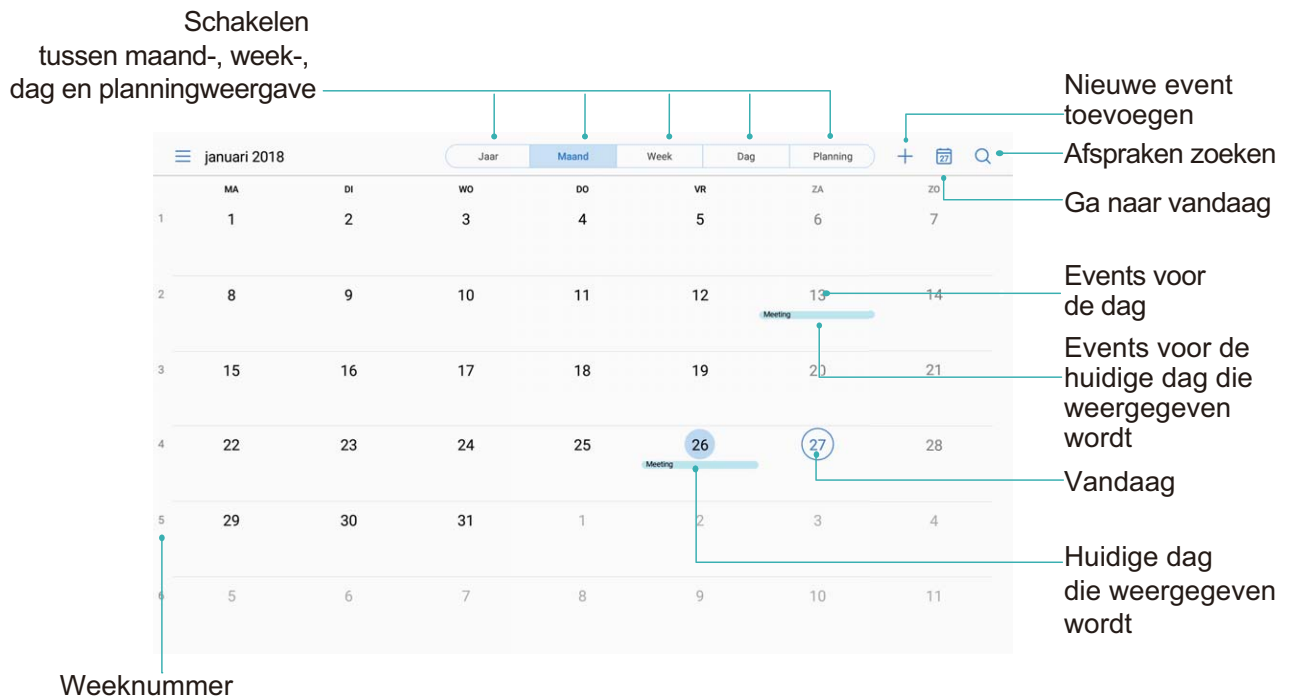 Schakelen
tussen maand-, week-,
dag en planningweergave
Nieuwe event
toevoegen
januari 2018
Jaar Maand Week Dag Planning
27
Afspraken zoeken
MA DI WO DO VR ZA ZO
Ga naar vandaag
1 1 2 3 4 5 6 7
Events voor
de dag
2 8 9 10 11 12 13 14
Meeting
Events voor de
huidige dag die
weergegeven
wordt
3 15 16 17 18 19 20 21
4 22 23 24 25 26 27 28
Meeting
Vandaag
5 29 30 31 1 2 3 4
Huidige dag
die weergegeven
wordt
6 5 6 7 8 9 10 11
Weeknummer